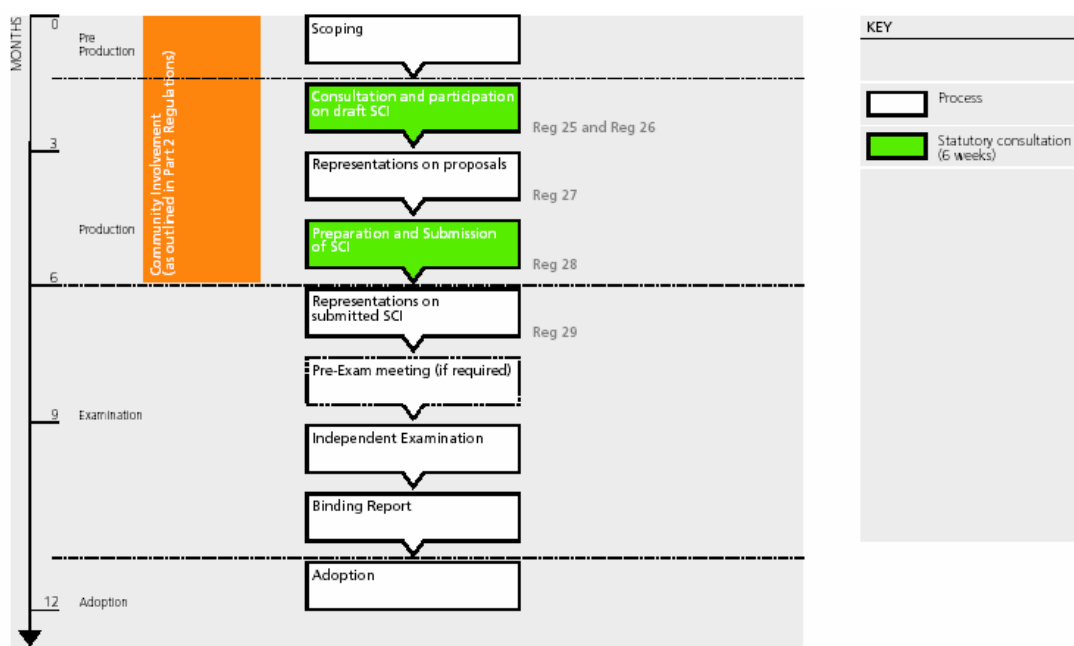 MONTHS
0
Pre
Production
Community Involvement
(as outlined in Part 2 Regulations)
Scoping
Consultation and participation
on draft SCI
Reg 25 and Reg 26
3
Representations on proposals
Reg 27
Production
Preparation and Submission
of SCI
Reg 28
6
Representations on
submitted SCI
Reg 29
Pre-Exam meeting (if required)
9
Examination
Independent Examination
Binding Report
Adoption
12
Adoption
KEY
Process
Statutory consultation
(6 weeks)